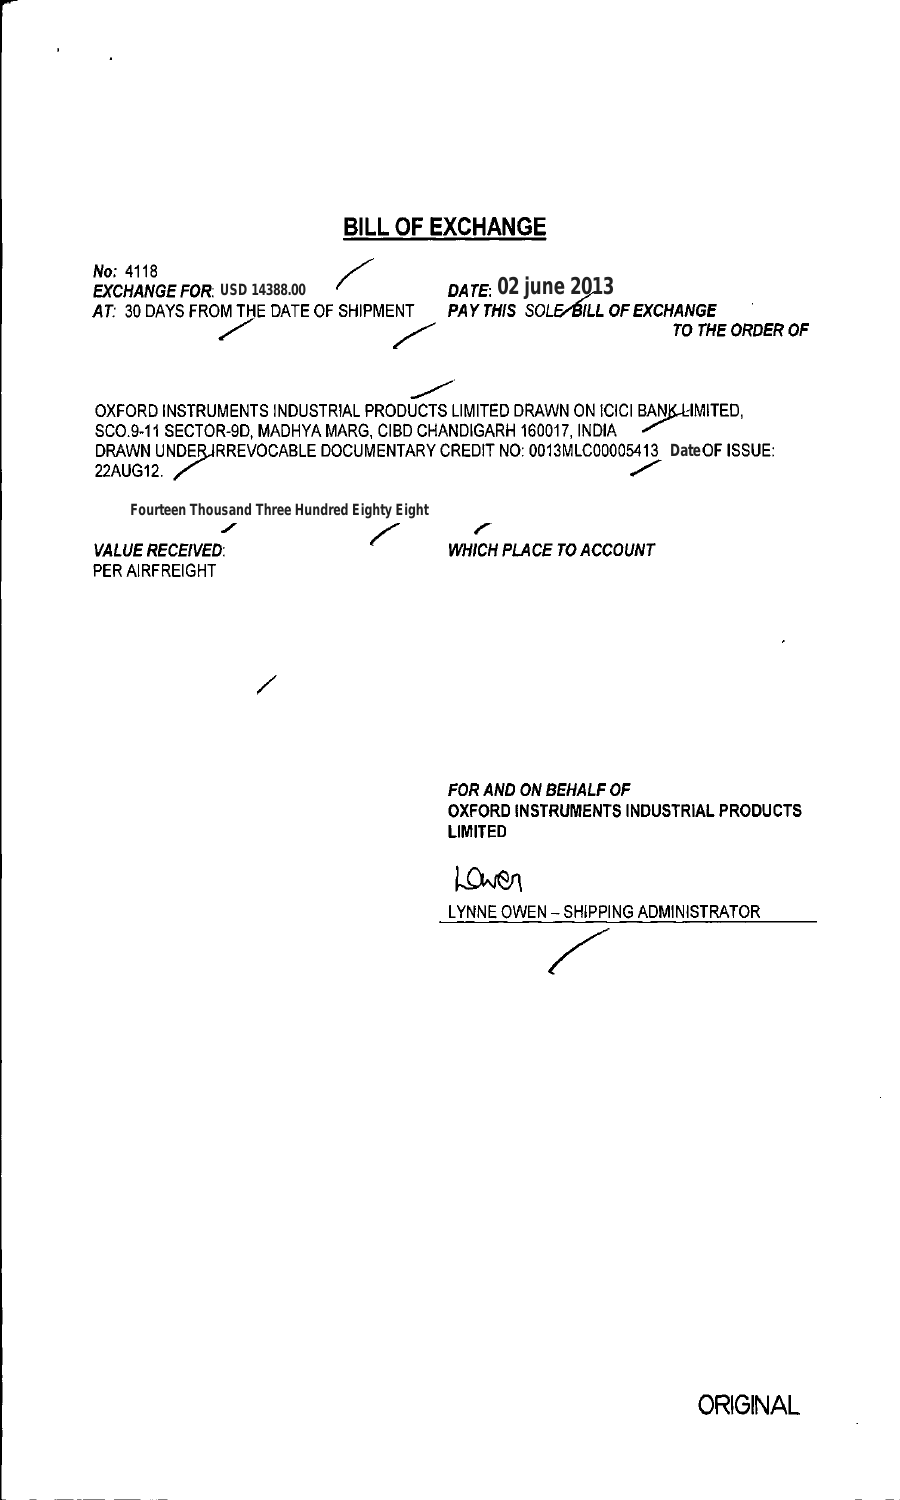 BILL OF EXCHANGE
No: 4118
EXCHANGE FOR: USD 14388.00 DATE: 02 june 2013
AT: 30 DAYS FROM THE DATE OF SHIPMENT PAY THIS SOLE BILL OF EXCHANGE
TO THE ORDER OF
OXFORD INSTRUMENTS INDUSTRIAL PRODUCTS LIMITED DRAWN ON ICICI BANK LIMITED,
SCO.9-11 SECTOR-9D, MADHYA MARG, CIBD CHANDIGARH 160017, INDIA
DRAWN UNDER IRREVOCABLE DOCUMENTARY CREDIT NO: 0013MLC00005413 Date OF ISSUE:
22AUG12.
Fourteen Thousand Three Hundred Eighty Eight
VALUE RECEIVED: WHICH PLACE TO ACCOUNT
PER AIRFREIGHT
FOR AND ON BEHALF OF
OXFORD INSTRUMENTS INDUSTRIAL PRODUCTS
LIMITED
LOwen
LYNNE OWEN – SHIPPING ADMINISTRATOR
ORIGINAL